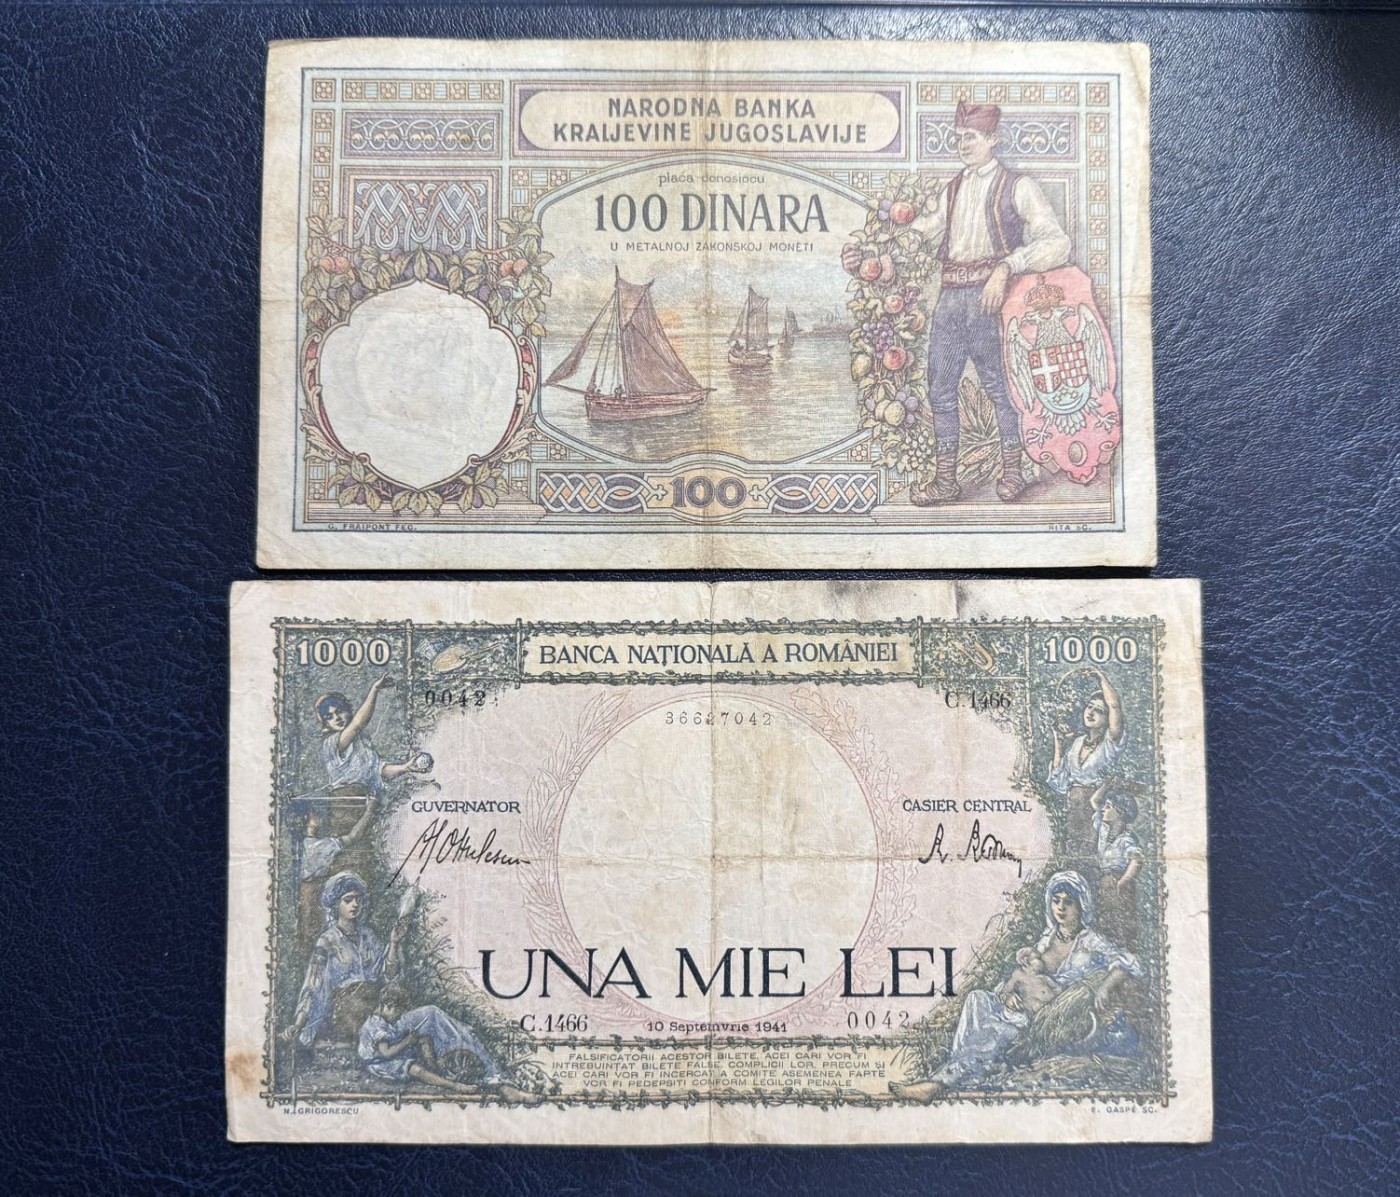 NARODNA BANKA
KRALJEVINE JUGOSLAVIJE
plaća donosiocu
100 DINARA
U METALNOJ ZAKONSKOJ MONETI
100
G. FRAIPONT FEC.
RITA SC.
1000
BANCA NAȚIONALĂ A ROMÂNIEI
1000
0042
C.1466
36627042
GUVERNATOR
CASIER CENTRAL
UNA MIE LEI
C.1466
10 Septemvrie 1941
0042
FALSIFICATORII ACESTOR BILETE, ACEI CARI VOR FI
INTREBUINȚAT BILETE FALSE, COMPLICII LOR, PRECUM ȘI
ACEI CARI VOR FI INCERCAT A COMITE ASEMENEA FAPTE
VOR FI PEDEPSIȚI CONFORM LEGILOR PENALE
N. GRIGORESCU
E. GASPÉ SC.